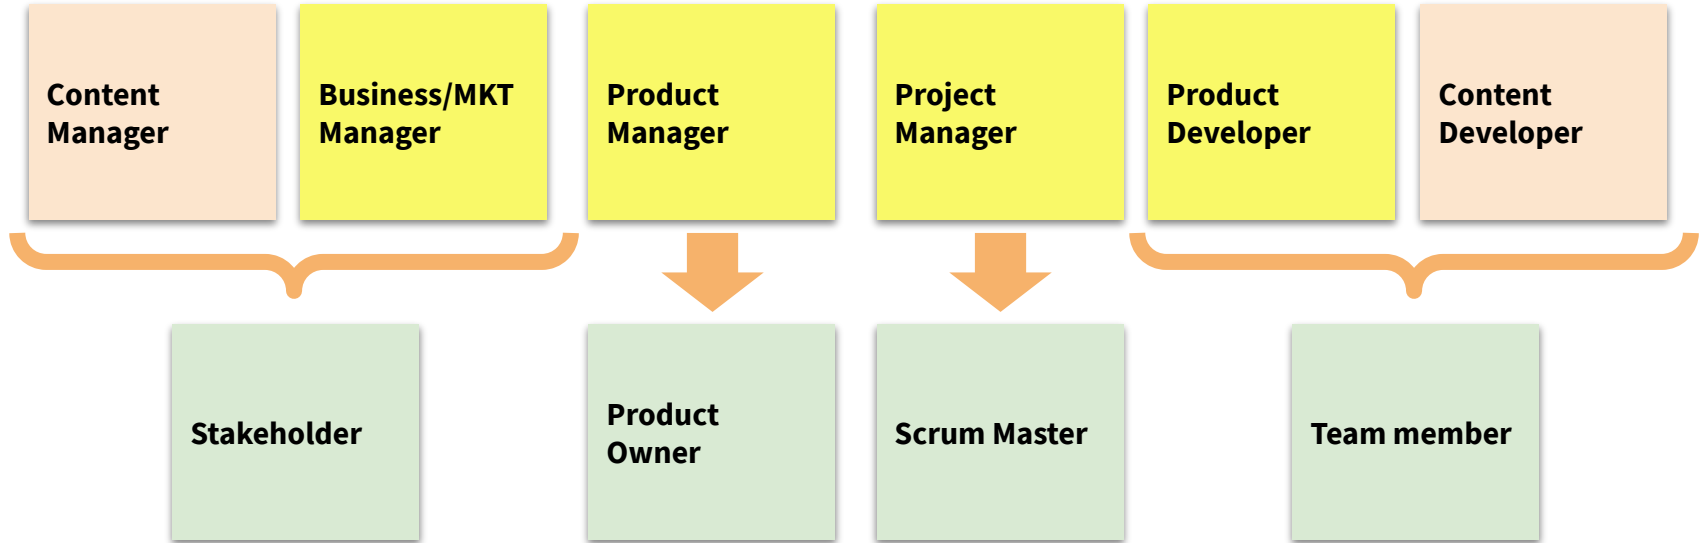 Content
Manager
Business/MKT
Manager
Product
Manager
Project
Manager
Product
Developer
Content
Developer
Stakeholder
Product
Owner
Scrum Master
Team member